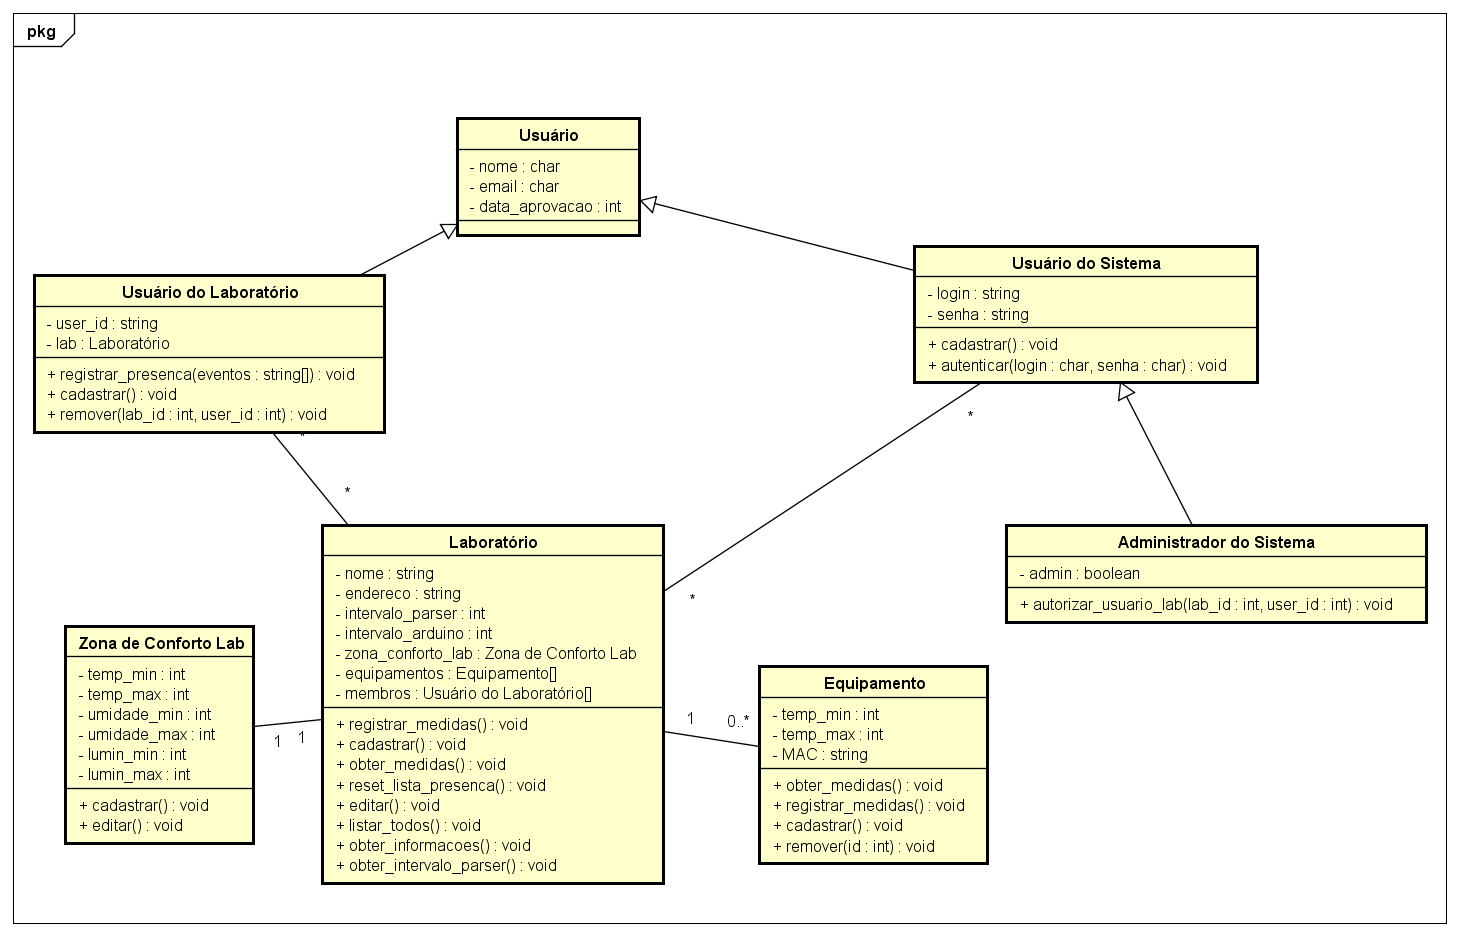 pkg
Usuário
- nome : char
- email : char
- data_aprovacao : int
Usuário do Sistema
- login : string
- senha : string
+ cadastrar() : void
+ autenticar(login : char, senha : char) : void
Usuário do Laboratório
- user_id : string
- lab : Laboratório
+ registrar_presenca(eventos : string[]) : void
+ cadastrar() : void
+ remover(lab_id : int, user_id : int) : void
*
*
*
*
Laboratório
- nome : string
- endereco : string
- intervalo_parser : int
- intervalo_arduino : int
- zona_conforto_lab : Zona de Conforto Lab
- equipamentos : Equipamento[]
- membros : Usuário do Laboratório[]
+ registrar_medidas() : void
+ cadastrar() : void
+ obter_medidas() : void
+ reset_lista_presenca() : void
+ editar() : void
+ listar_todos() : void
+ obter_informacoes() : void
+ obter_intervalo_parser() : void
Administrador do Sistema
- admin : boolean
+ autorizar_usuario_lab(lab_id : int, user_id : int) : void
Zona de Conforto Lab
- temp_min : int
- temp_max : int
- umidade_min : int
- umidade_max : int
- lumin_min : int
- lumin_max : int
+ cadastrar() : void
+ editar() : void
1 1
1 0..*
Equipamento
- temp_min : int
- temp_max : int
- MAC : string
+ obter_medidas() : void
+ registrar_medidas() : void
+ cadastrar() : void
+ remover(id : int) : void